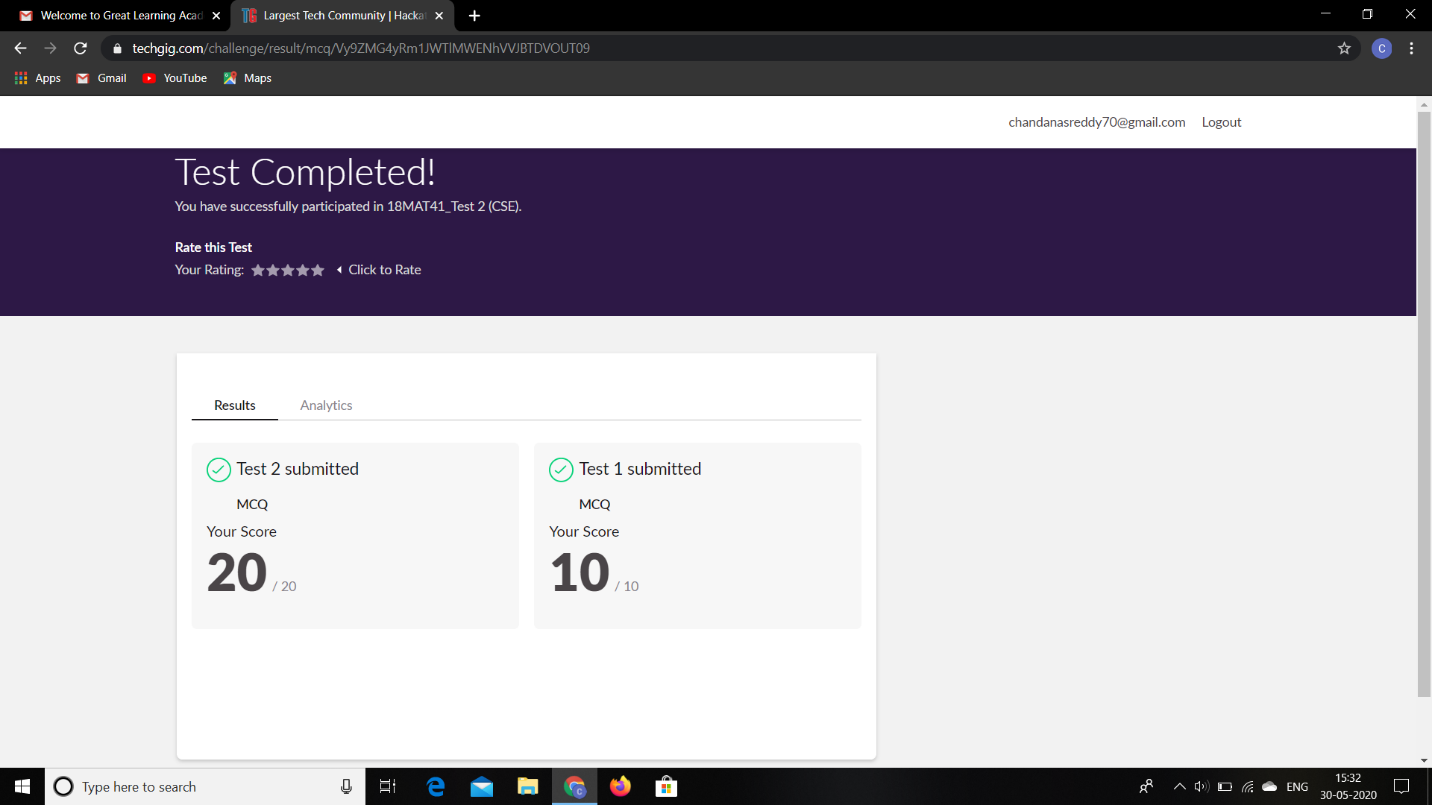 Welcome to Great Learning Acad
Largest Tech Community | Hacka
techgig.com/challenge/result/mcq/Vy9ZMG4yRm1JWTlMWENhVVJBTDVOUT09
C
Apps
Gmail
YouTube
Maps
chandanasreddy70@gmail.com
Logout
Test Completed!
You have successfully participated in 18MAT41_Test 2 (CSE).
Rate this Test
Your Rating:
Click to Rate
Results
Analytics
Test 2 submitted
MCQ
Your Score
20 / 20
Test 1 submitted
MCQ
Your Score
10 / 10
Type here to search
ENG
15:32
30-05-2020